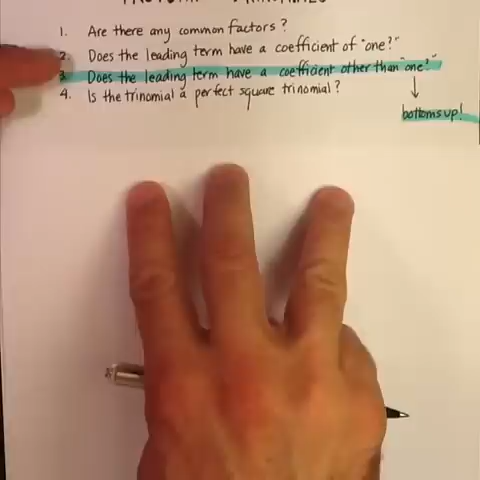 1. Are there any common factors?
2. Does the leading term have a coefficient of "one?"
3. Does the leading term have a coefficient other than "one?"
4. Is the trinomial a perfect square trinomial?
bottoms up!